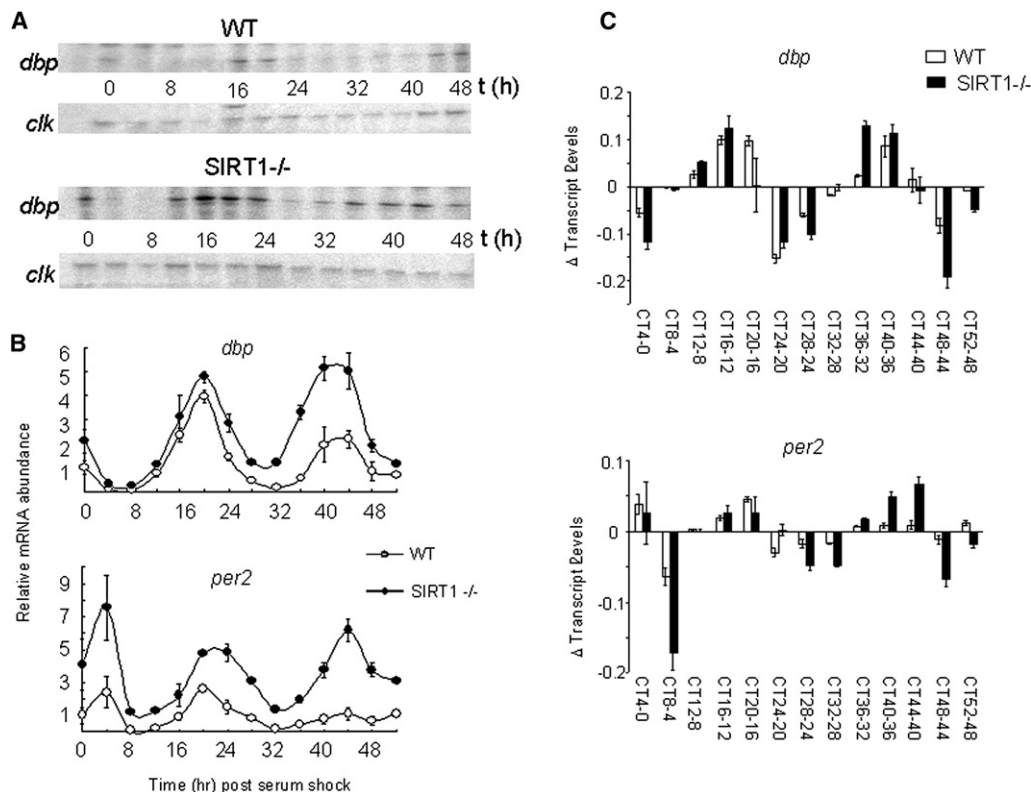 A
WT
dbp
0 8 16 24 32 40 48 t (h)
clk
SIRT1-/-
dbp
0 8 16 24 32 40 48 t (h)
clk
B
dbp
6
5
4
3
2
1
0 8 16 24 32 40 48
Relative mRNA abundance
WT
SIRT1 -/-
per2
9
7
5
3
1
0 8 16 24 32 40 48
Time (hr) post serum shock
C
dbp
WT
SIRT1-/-
0.2
0.1
0
-0.1
-0.2
Δ Transcript Levels
CT4-0
CT8-4
CT12-8
CT16-12
CT20-16
CT24-20
CT28-24
CT32-28
CT36-32
CT40-36
CT44-40
CT48-44
CT52-48
per2
0.1
0.05
0
-0.1
0.2
Δ Transcript Levels
CT4-0
CT8-4
CT12-8
CT16-12
CT20-16
CT24-20
CT28-24
CT32-28
CT36-32
CT40-36
CT44-40
CT48-44
CT52-48